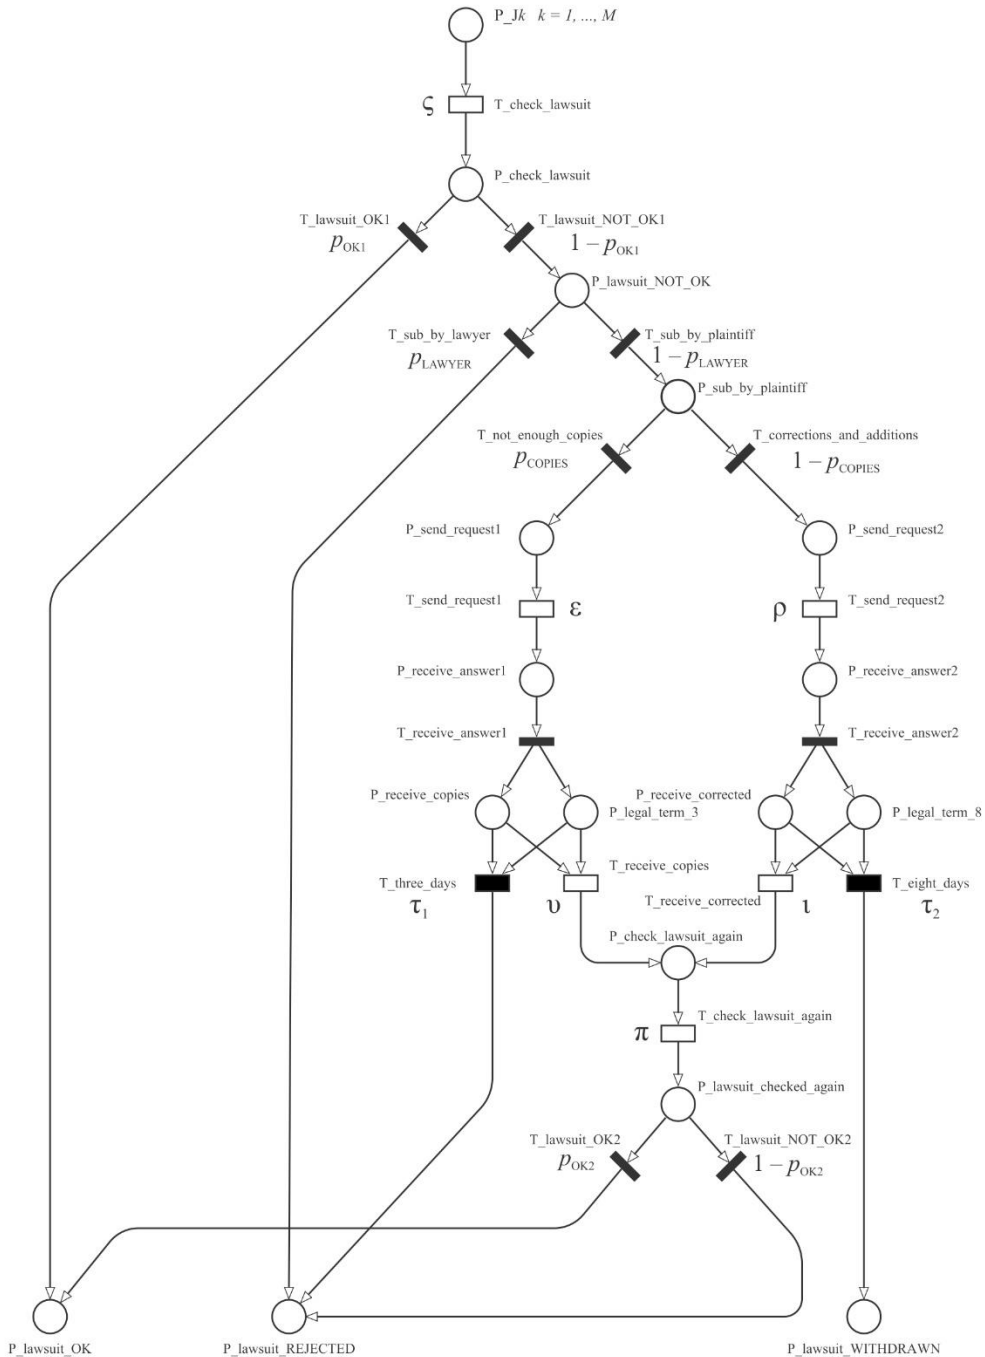 P_Jk k = 1, ..., M
ς T_check_lawsuit
P_check_lawsuit
T_lawsuit_OK1 T_lawsuit_NOT_OK1
p_OK1 1 − p_OK1
P_lawsuit_NOT_OK
T_sub_by_lawyer T_sub_by_plaintiff
p_LAWYER 1 − p_LAWYER
P_sub_by_plaintiff
T_not_enough_copies T_corrections_and_additions
p_COPIES 1 − p_COPIES
P_send_request1 P_send_request2
T_send_request1 ε ρ T_send_request2
P_receive_answer1 P_receive_answer2
T_receive_answer1 T_receive_answer2
P_receive_copies P_receive_corrected
P_legal_term_3 P_legal_term_8
T_receive_copies
T_three_days T_eight_days
T_receive_corrected
τ1 υ ι τ2
P_check_lawsuit_again
T_check_lawsuit_again
π
P_lawsuit_checked_again
T_lawsuit_OK2 T_lawsuit_NOT_OK2
p_OK2 1 − p_OK2
P_lawsuit_OK P_lawsuit_REJECTED P_lawsuit_WITHDRAWN